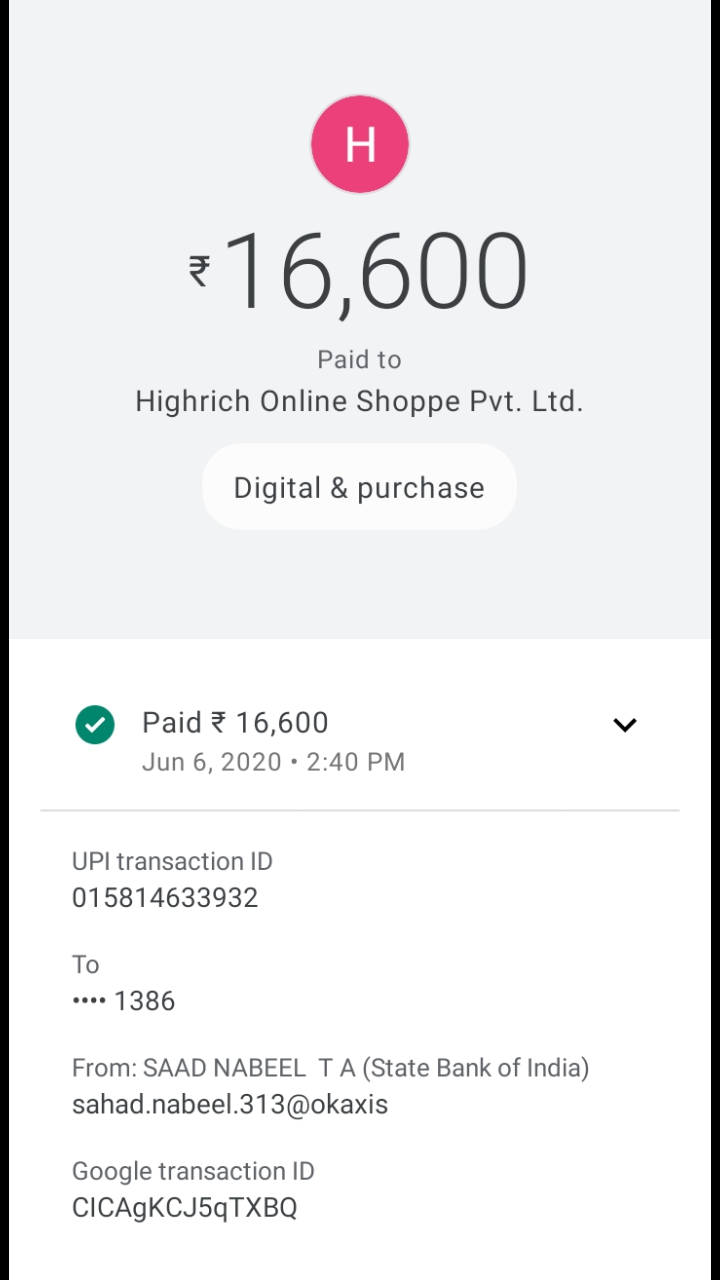 H
₹16,600
Paid to
Highrich Online Shoppe Pvt. Ltd.
Digital & purchase
Paid ₹ 16,600
Jun 6, 2020 • 2:40 PM
UPI transaction ID
015814633932
To
•••• 1386
From: SAAD NABEEL  T A (State Bank of India)
sahad.nabeel.313@okaxis
Google transaction ID
CICAgKCJ5qTXBQ